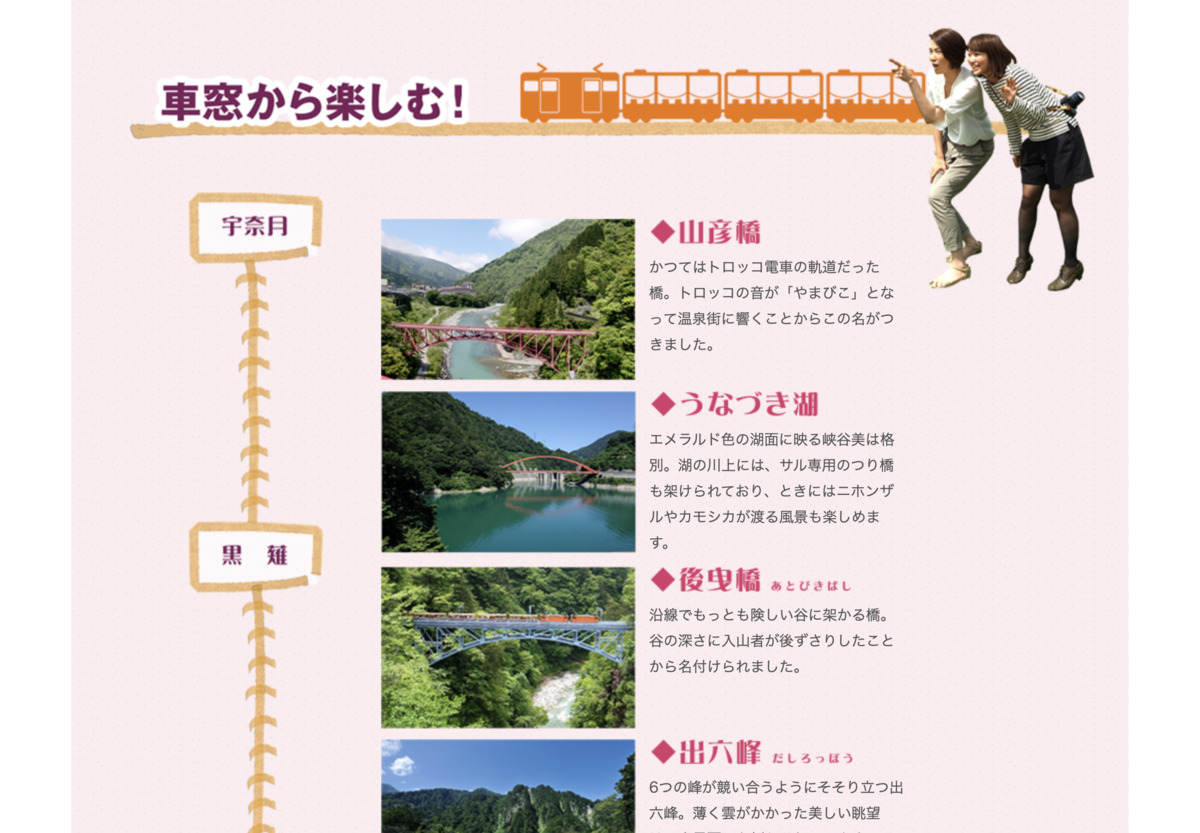 車窓から楽しむ！
宇奈月
◆山彦橋
かつてはトロッコ電車の軌道だった
橋。トロッコの音が「やまびこ」とな
って温泉街に響くことからこの名がつ
きました。
◆うなづき湖
エメラルド色の湖面に映る峡谷美は格
別。湖の川上には、サル専用のつり橋
も架けられており、ときにはニホンザ
ルやカモシカが渡る風景も楽しめま
す。
黒　薙
◆後曳橋 あとびきばし
沿線でもっとも険しい谷に架かる橋。
谷の深さに入山者が後ずさりしたこと
から名付けられました。
◆出六峰 だしろっぽう
6つの峰が競い合うようにそそり立つ出
六峰。薄く雲がかかった美しい眺望